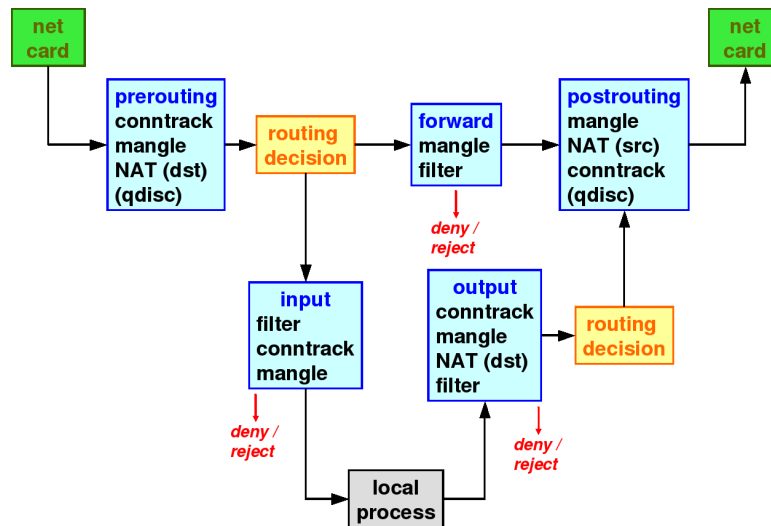 net
card
net
card
prerouting
conntrack
mangle
NAT (dst)
(qdisc)
routing
decision
forward
mangle
filter
postrouting
mangle
NAT (src)
conntrack
(qdisc)
deny /
reject
input
filter
conntrack
mangle
output
conntrack
mangle
NAT (dst)
filter
routing
decision
deny /
reject
deny /
reject
local
process